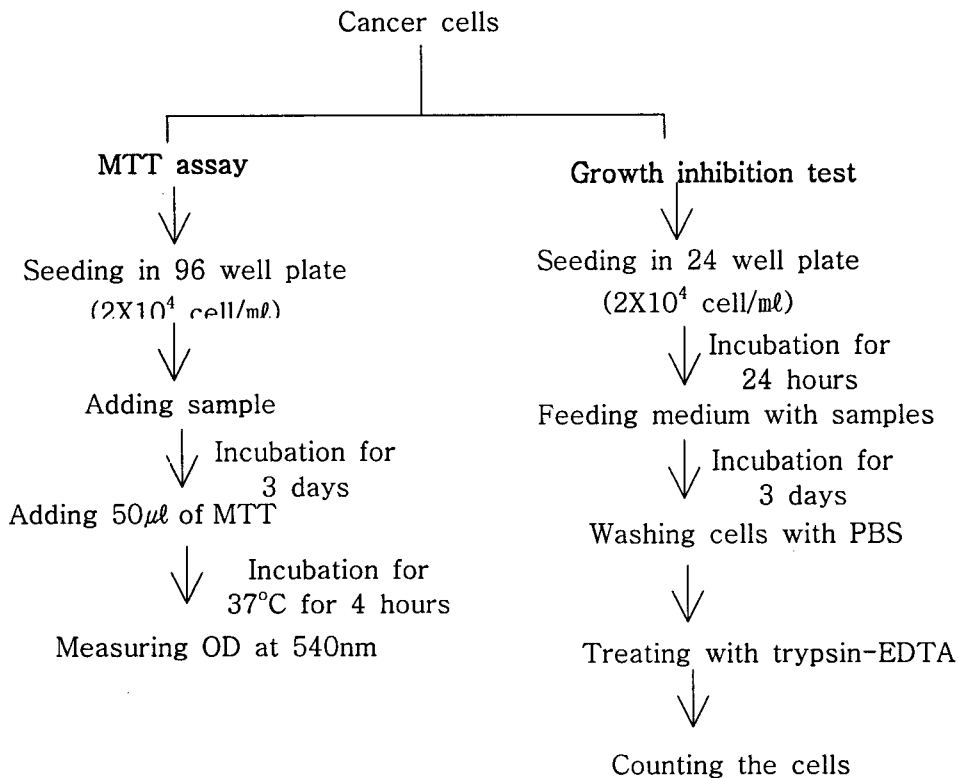 Cancer cells
MTT assay
Seeding in 96 well plate
(2X10⁴ cell/㎖)
Adding sample
Incubation for
3 days
Adding 50㎕ of MTT
Incubation for
37℃ for 4 hours
Measuring OD at 540nm
Growth inhibition test
Seeding in 24 well plate
(2X10⁴ cell/㎖)
Incubation for
24 hours
Feeding medium with samples
Incubation for
3 days
Washing cells with PBS
Treating with trypsin-EDTA
Counting the cells